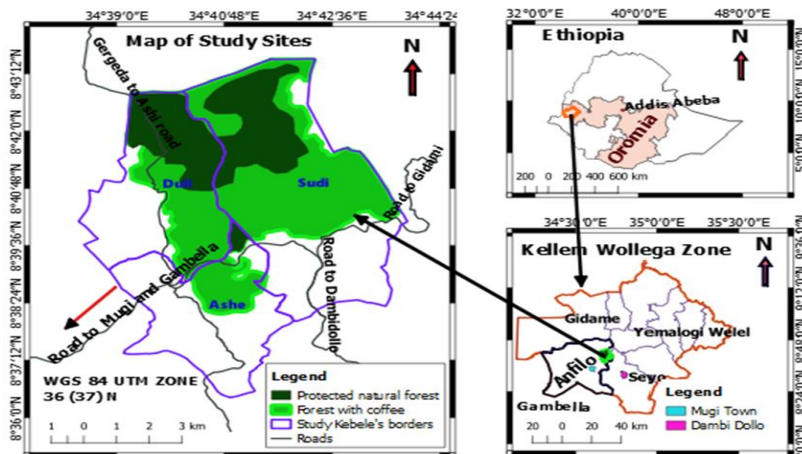 34°39'0"E 34°40'48"E 34°42'36"E 34°44'24
Map of Study Sites
N
8°43'12"N
8°42'0"N
8°40'48"N
8°39'36"N
8°38'24"N
8°37'12"N
8°36'0"N
Gergeda to Ashi road
Sudi
Road to Gidami
Road to Dambidollo
Ashe
Road to Mugi and Gambella
WGS 84 UTM ZONE
36 (37) N
1 0 1 2 3 km
Legend
Protected natural forest
Forest with coffee
Study Kebele's borders
Roads
32°0'0"E 40°0'0"E 48°0'0"E
Ethiopia
N
Addis Abeba
Oromia
200 0 200 600 km
34°30'0"E 35°0'0"E 35°30'0"E
Kellem Wollega Zone
N
Gidame
Yemalogi Welel
Anfilo
Seyo
Gambella
Legend
Mugi Town
Dambi Dollo
20 0 20 40 km